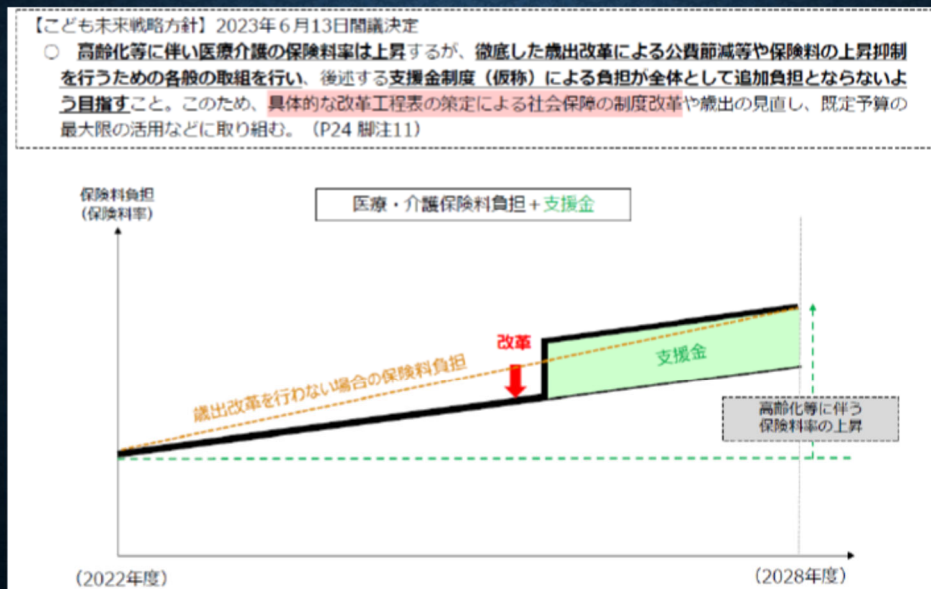 【こども未来戦略方針】2023年6月13日閣議決定
○ 高齢化等に伴い医療介護の保険料率は上昇するが、徹底した歳出改革による公費節減等や保険料の上昇抑制
を行うための各般の取組を行い、後述する支援金制度（仮称）による負担が全体として追加負担とならないよ
う目指すこと。このため、具体的な改革工程表の策定による社会保障の制度改革や歳出の見直し、既定予算の
最大限の活用などに取り組む。（P24 脚注11）
保険料負担
（保険料率）
医療・介護保険料負担＋支援金
改革
支援金
歳出改革を行わない場合の保険料負担
高齢化等に伴う
保険料率の上昇
（2022年度）
（2028年度）